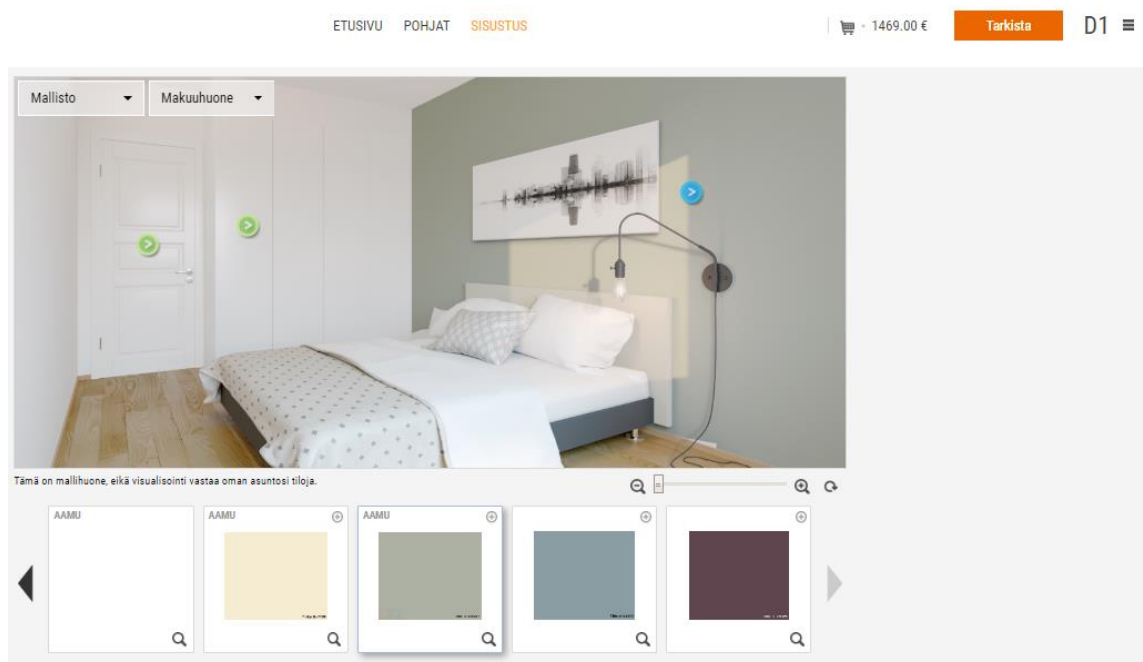 ETUSIVU POHJAT SISUSTUS - 1469.00 € Tarkista D1
Mallisto Makuuhuone
Tämä on mallihuone, eikä visualisointi vastaa oman asuntosi tiloja.
AAMU AAMU AAMU